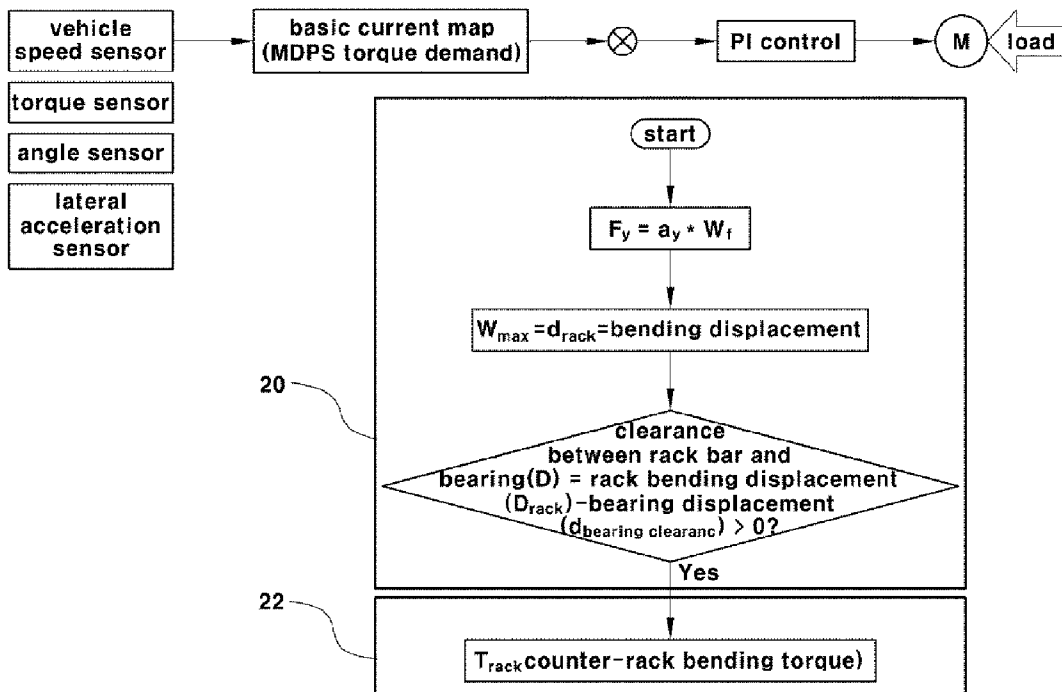 vehicle
speed sensor
basic current map
(MDPS torque demand)
PI control
M
load
torque sensor
angle sensor
lateral
acceleration
sensor
start
Fy = ay * Wf
Wmax=drack=bending displacement
20
clearance
between rack bar and
bearing(D) = rack bending displacement
(Drack)-bearing displacement
(dbearing clearanc) > 0?
Yes
22
Trackcounter-rack bending torque)